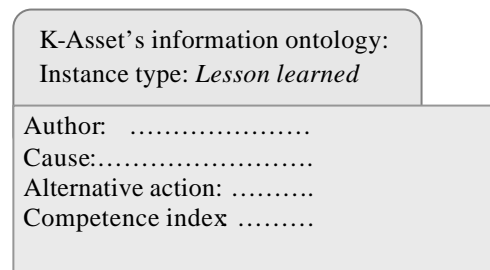 K-Asset's information ontology:
Instance type: Lesson learned
Author: …………………
Cause:…………………….
Alternative action: ……….
Competence index: ………